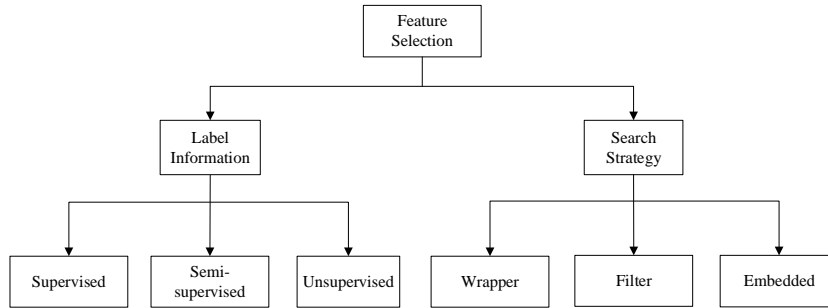 Feature
Selection
Label
Information
Search
Strategy
Supervised
Semi-
supervised
Unsupervised
Wrapper
Filter
Embedded